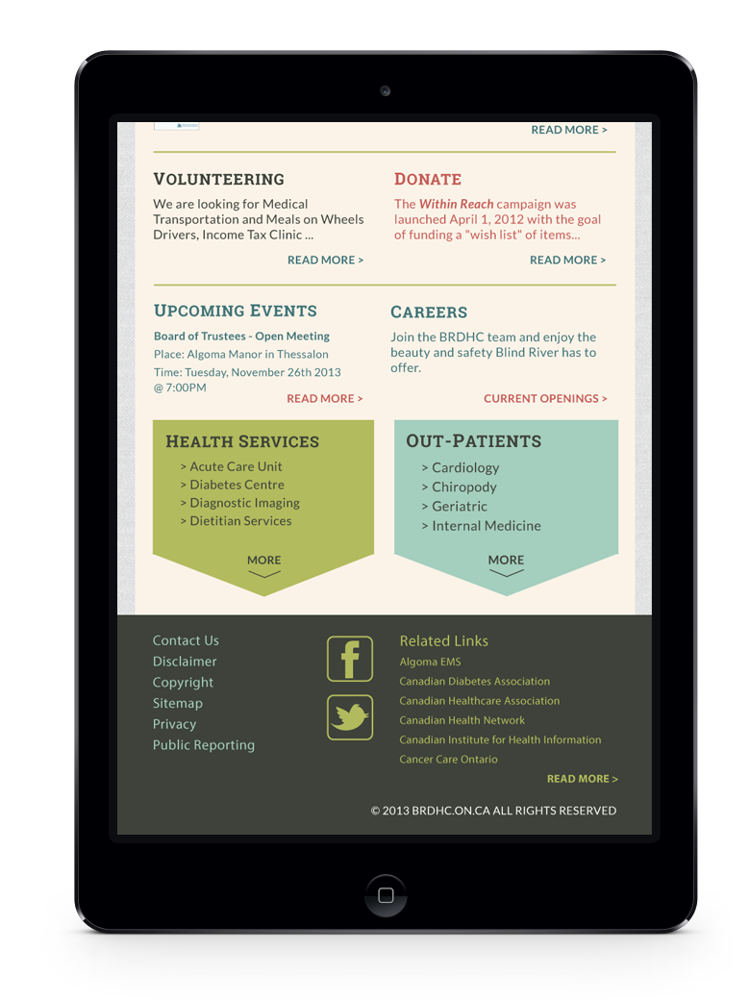 READ MORE >
VOLUNTEERING
We are looking for Medical
Transportation and Meals on Wheels
Drivers, Income Tax Clinic ...
READ MORE >
DONATE
The Within Reach campaign was
launched April 1, 2012 with the goal
of funding a "wish list" of items...
READ MORE >
UPCOMING EVENTS
Board of Trustees - Open Meeting
Place: Algoma Manor in Thessalon
Time: Tuesday, November 26th 2013
@ 7:00PM
READ MORE >
CAREERS
Join the BRDHC team and enjoy the
beauty and safety Blind River has to
offer.
CURRENT OPENINGS >
HEALTH SERVICES
> Acute Care Unit
> Diabetes Centre
> Diagnostic Imaging
> Dietitian Services
MORE
OUT-PATIENTS
> Cardiology
> Chiropody
> Geriatric
> Internal Medicine
MORE
Contact Us
Disclaimer
Copyright
Sitemap
Privacy
Public Reporting
Related Links
Algoma EMS
Canadian Diabetes Association
Canadian Healthcare Association
Canadian Health Network
Canadian Institute for Health Information
Cancer Care Ontario
READ MORE >
© 2013 BRDHC.ON.CA ALL RIGHTS RESERVED